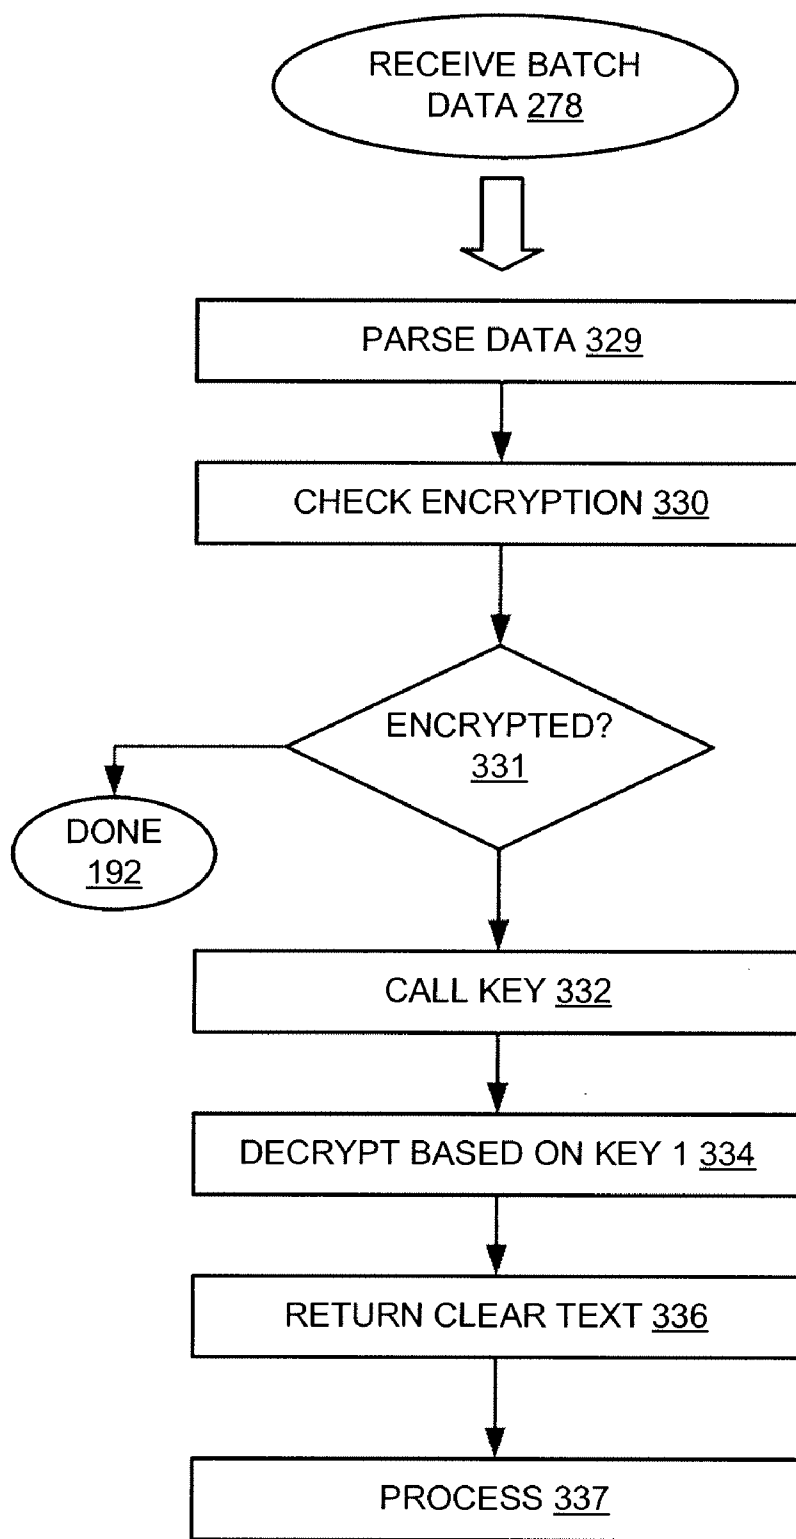 RECEIVE BATCH
DATA 278
PARSE DATA 329
CHECK ENCRYPTION 330
ENCRYPTED?
331
DONE
192
CALL KEY 332
DECRYPT BASED ON KEY 1 334
RETURN CLEAR TEXT 336
PROCESS 337